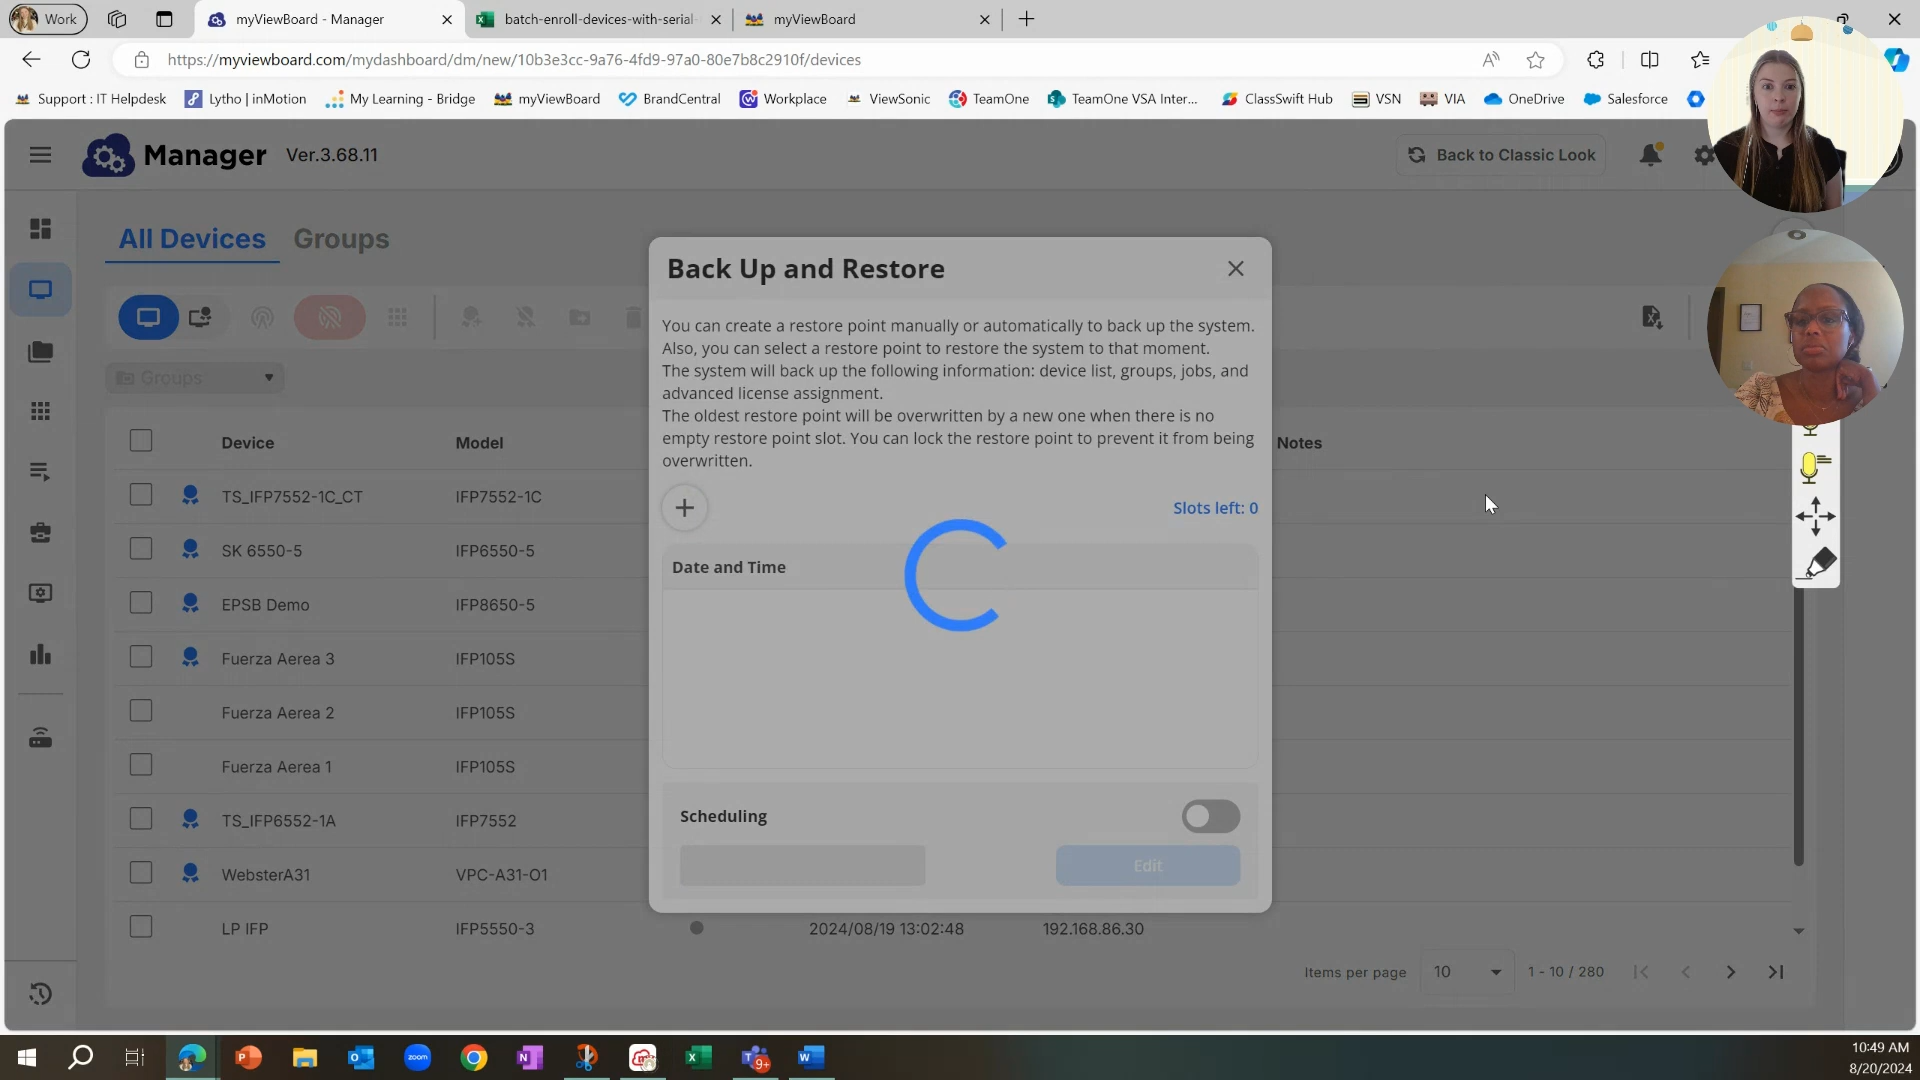 Work
myViewBoard - Manager
batch-enroll-devices-with-serial-
myViewBoard
https://myviewboard.com/mydashboard/dm/new/10b3e3cc-9a76-4fd9-97a0-80e7b8c2910f/devices
Support : IT Helpdesk
Lytho | inMotion
My Learning - Bridge
myViewBoard
BrandCentral
Workplace
ViewSonic
TeamOne
TeamOne VSA Inter...
ClassSwift Hub
VSN
VIA
OneDrive
Salesforce
Manager
Ver.3.68.11
Back to Classic Look
All Devices
Groups
Groups
Device
Model
Notes
TS_IFP7552-1C_CT
IFP7552-1C
SK 6550-5
IFP6550-5
EPSB Demo
IFP8650-5
Fuerza Aerea 3
IFP105S
Fuerza Aerea 2
IFP105S
Fuerza Aerea 1
IFP105S
TS_IFP6552-1A
IFP7552
WebsterA31
VPC-A31-O1
LP IFP
IFP5550-3
2024/08/19 13:02:48
192.168.86.30
Back Up and Restore
You can create a restore point manually or automatically to back up the system.
Also, you can select a restore point to restore the system to that moment.
The system will back up the following information: device list, groups, jobs, and
advanced license assignment.
The oldest restore point will be overwritten by a new one when there is no
empty restore point slot. You can lock the restore point to prevent it from being
overwritten.
Slots left: 0
Date and Time
Scheduling
Edit
Items per page
10
1 - 10 / 280
zoom
9+
10:49 AM
8/20/2024